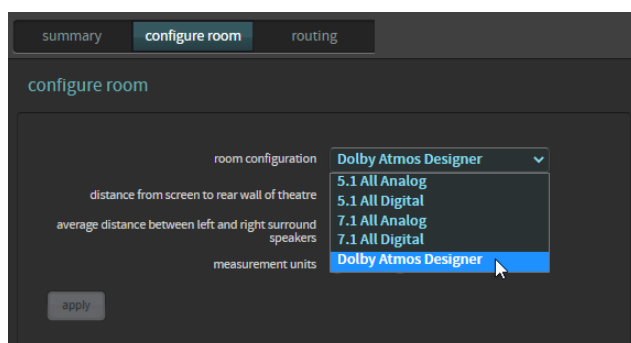 summary configure room routing
configure room
room configuration Dolby Atmos Designer
5.1 All Analog
distance from screen to rear wall of theatre 5.1 All Digital
7.1 All Analog
average distance between left and right surround
speakers 7.1 All Digital
measurement units Dolby Atmos Designer
apply